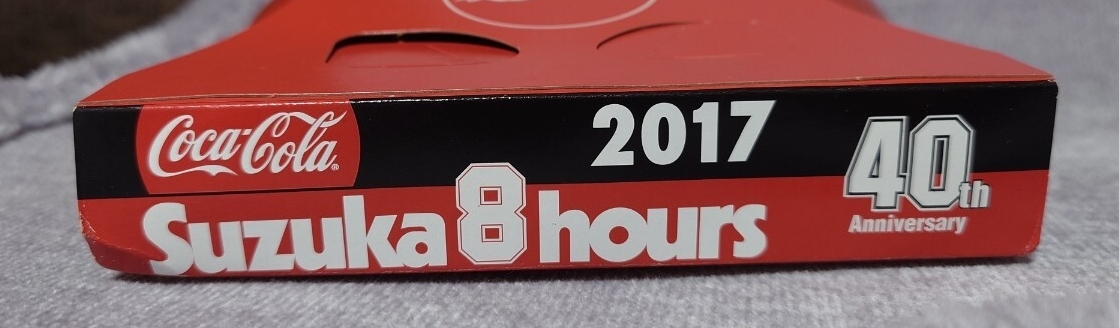 Coca-Cola®
2017
Suzuka 8 hours
40th
Anniversary